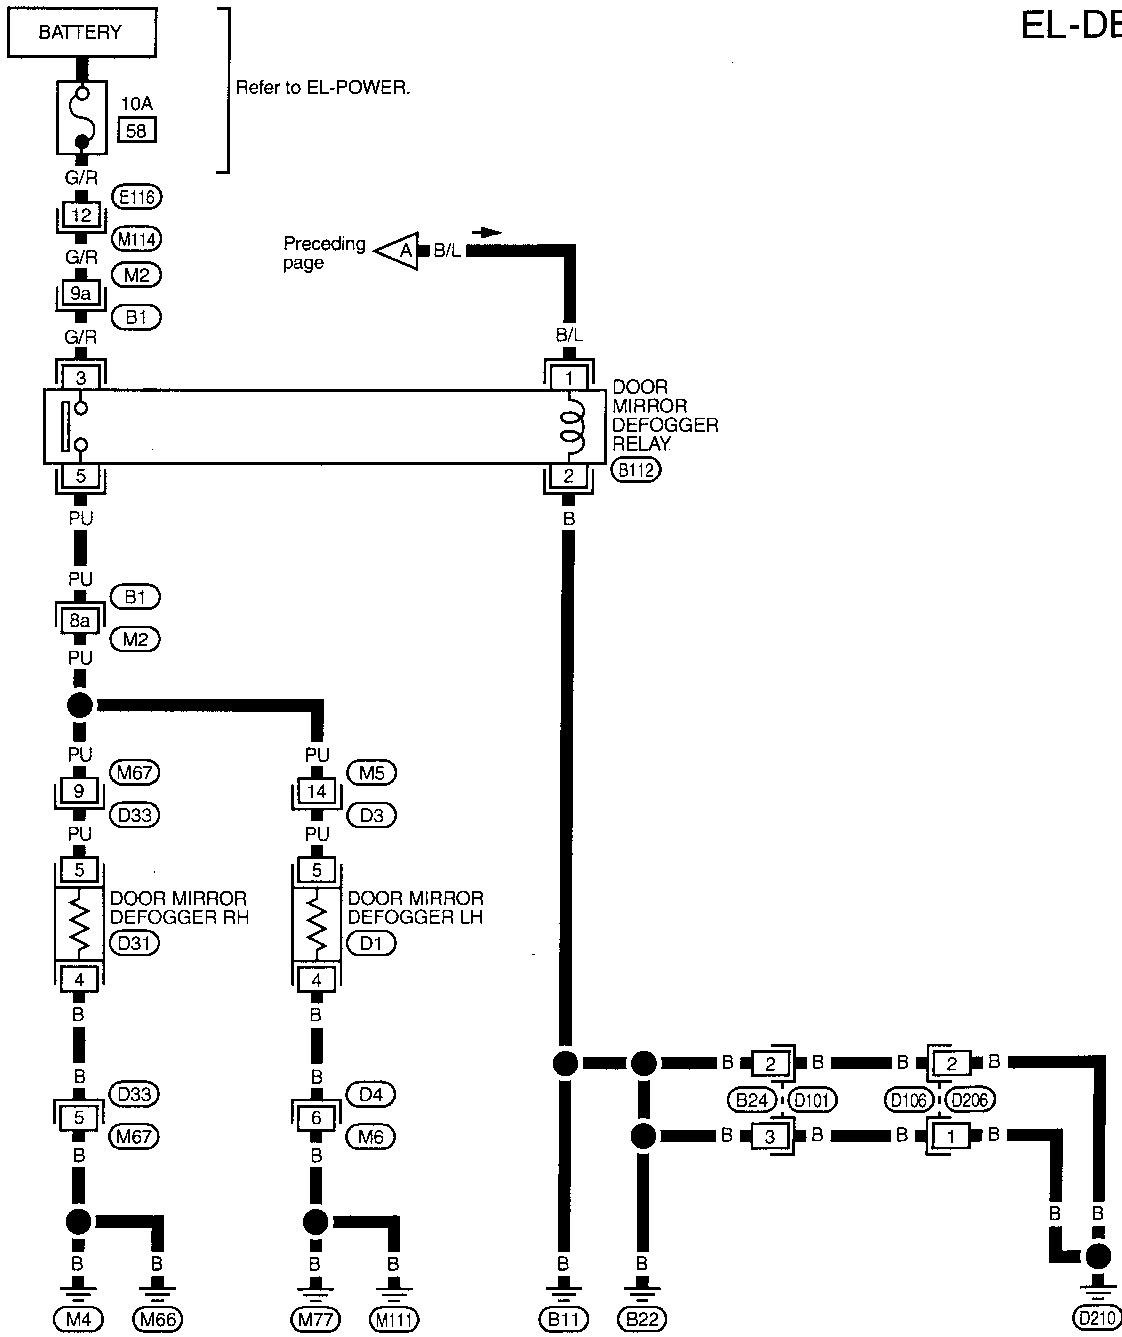 EL-DE
BATTERY
Refer to EL-POWER.
10A
58
G/R
E116
12
M114
G/R
M2
9a
B1
G/R
Preceding
page
A
B/L
B/L
3
1
DOOR
MIRROR
DEFOGGER
RELAY
B112
5
2
PU
B
PU
B1
8a
M2
PU
PU
PU
M67
M5
9
14
D33
D3
PU
PU
5
5
DOOR MIRROR
DEFOGGER RH
D31
DOOR MIRROR
DEFOGGER LH
D1
4
4
B
B
B 2 B B 2 B
B
B
D33
D4
B24 D101 D106 D206
5
6
M67
M6
B 3 B B 1 B
B
B
B
B
B
B
B
B
B
B
M4
M66
M77
M111
B11
B22
D210